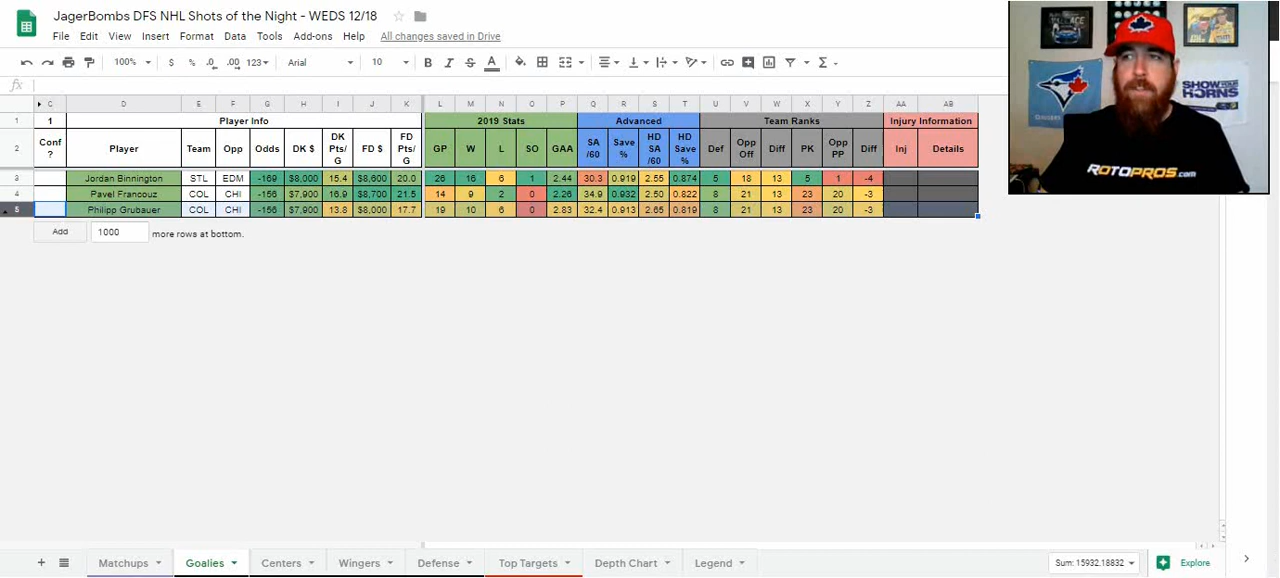 JagerBombs DFS NHL Shots of the Night - WEDS 12/18
File Edit View Insert Format Data Tools Add-ons Help All changes saved in Drive
100% $ % .0 .00 123 Arial 10 B I S A
fx
C D E F G H I J K L M N O P Q R S T U V W X Y Z AA AB
1 1 Player Info 2019 Stats Advanced Team Ranks Injury Information
2 Conf ? Player Team Opp Odds DK $ DK Pts/ G FD $ FD Pts/ G GP W L SO GAA SA /60 Save % HD SA /60 HD Save % Def Opp Off Diff PK Opp PP Diff Inj Details
3 Jordan Binnington STL EDM -169 $8,000 15.4 $8,600 20.0 26 16 6 1 2.44 30.3 0.919 2.55 0.874 5 18 13 5 1 -4
4 Pavel Francouz COL CHI -156 $7,900 16.9 $8,700 21.5 14 9 2 0 2.26 34.9 0.932 2.50 0.822 8 21 13 23 20 -3
5 Philipp Grubauer COL CHI -156 $7,900 13.8 $8,000 17.7 19 10 6 0 2.83 32.4 0.913 2.65 0.819 8 21 13 23 20 -3
Add 1000 more rows at bottom.
SHOW YOUR HORNS
ROTOPROS.com
Matchups Goalies Centers Wingers Defense Top Targets Depth Chart Legend Sum: 15932.18832 Explore